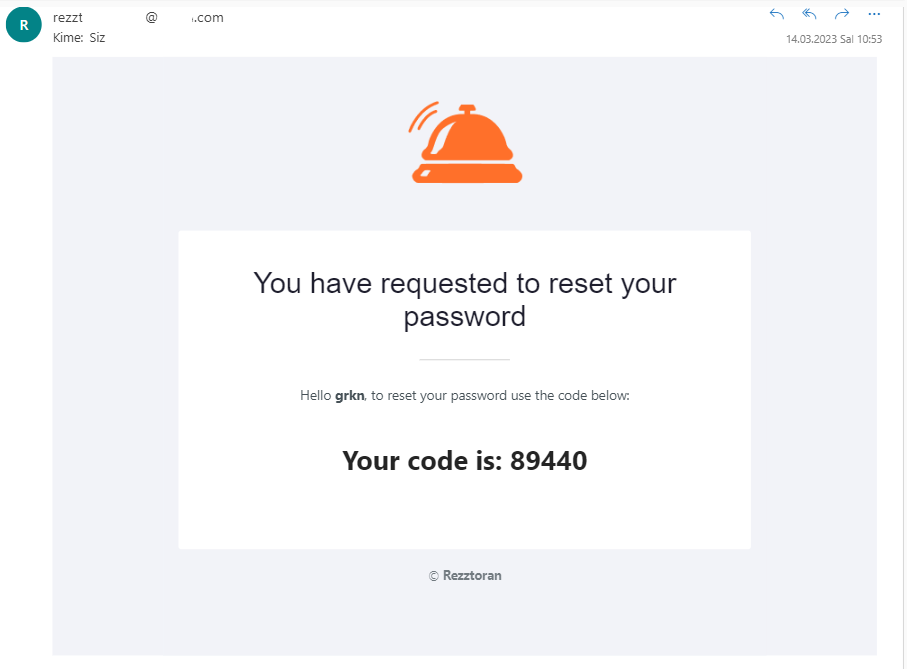 R
rezzt @ .com
Kime: Siz
14.03.2023 Sal 10:53
You have requested to reset your
password
Hello grkn, to reset your password use the code below:
Your code is: 89440
© Rezztoran